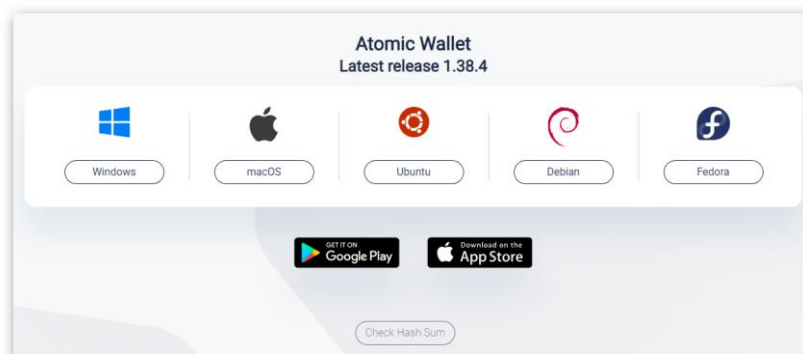 Atomic Wallet
Latest release 1.38.4
Windows macOS Ubuntu Debian Fedora
GET IT ON
Google Play
Download on the
App Store
Check Hash Sum